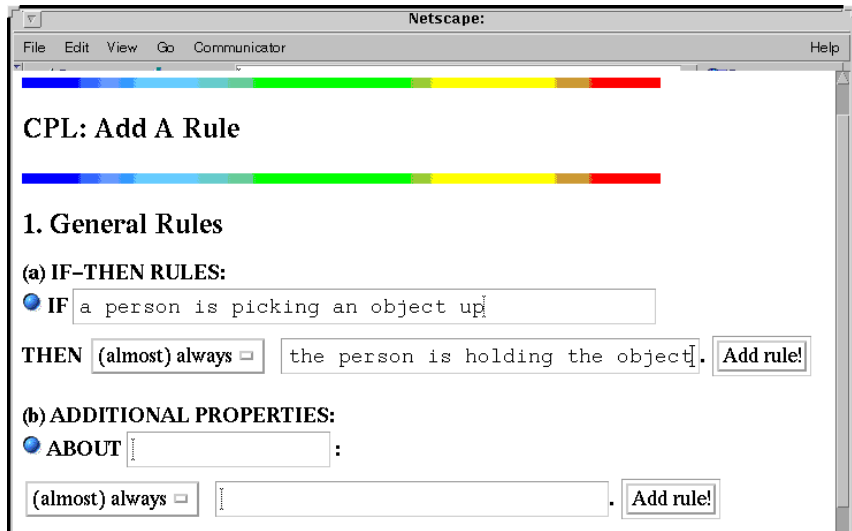 Netscape:
File Edit View Go Communicator Help
CPL: Add A Rule
1. General Rules
(a) IF–THEN RULES:
IF a person is picking an object up
THEN (almost) always the person is holding the object. Add rule!
(b) ADDITIONAL PROPERTIES:
ABOUT :
(almost) always . Add rule!